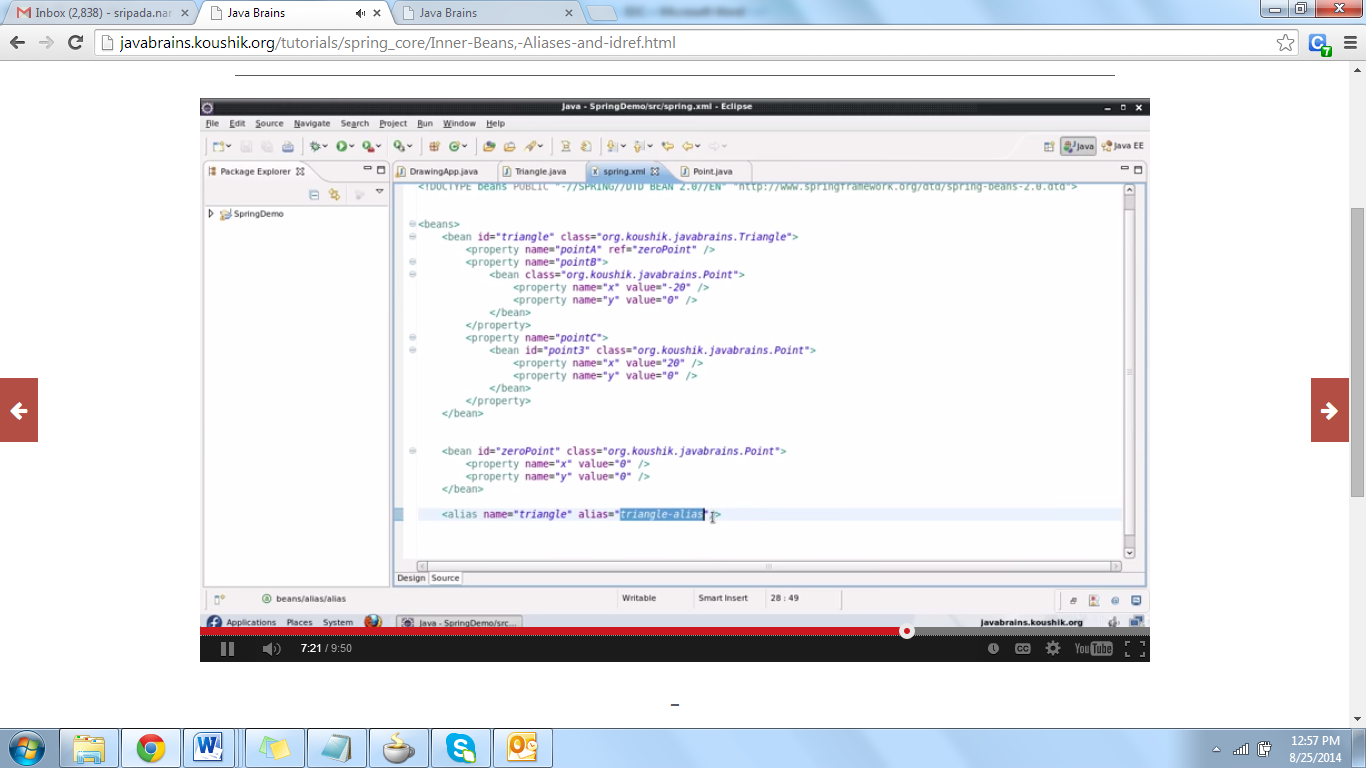 Inbox (2,838) - sripada.nar
Java Brains
Java Brains
javabrains.koushik.org/tutorials/spring_core/Inner-Beans,-Aliases-and-idref.html
7
Java - SpringDemo/src/spring.xml - Eclipse
File Edit Source Navigate Search Project Run Window Help
Java Java EE
Package Explorer
DrawingApp.java Triangle.java spring.xml Point.java
SpringDemo
<!DOCTYPE beans PUBLIC "-//SPRING//DTD BEAN 2.0//EN" "http://www.springframework.org/dtd/spring-beans-2.0.dtd">
<beans>
<bean id="triangle" class="org.koushik.javabrains.Triangle">
<property name="pointA" ref="zeroPoint" />
<property name="pointB">
<bean class="org.koushik.javabrains.Point">
<property name="x" value="-20" />
<property name="y" value="0" />
</bean>
</property>
<property name="pointC">
<bean id="point3" class="org.koushik.javabrains.Point">
<property name="x" value="20" />
<property name="y" value="0" />
</bean>
</property>
</bean>
<bean id="zeroPoint" class="org.koushik.javabrains.Point">
<property name="x" value="0" />
<property name="y" value="0" />
</bean>
<alias name="triangle" alias="triangle-alias">
Design Source
beans/alias/alias
Writable
Smart Insert
28 : 49
Applications Places System
Java - SpringDemo/src...
javabrains.koushik.org
7:21 / 9:50
CC
YouTube
12:57 PM
8/25/2014